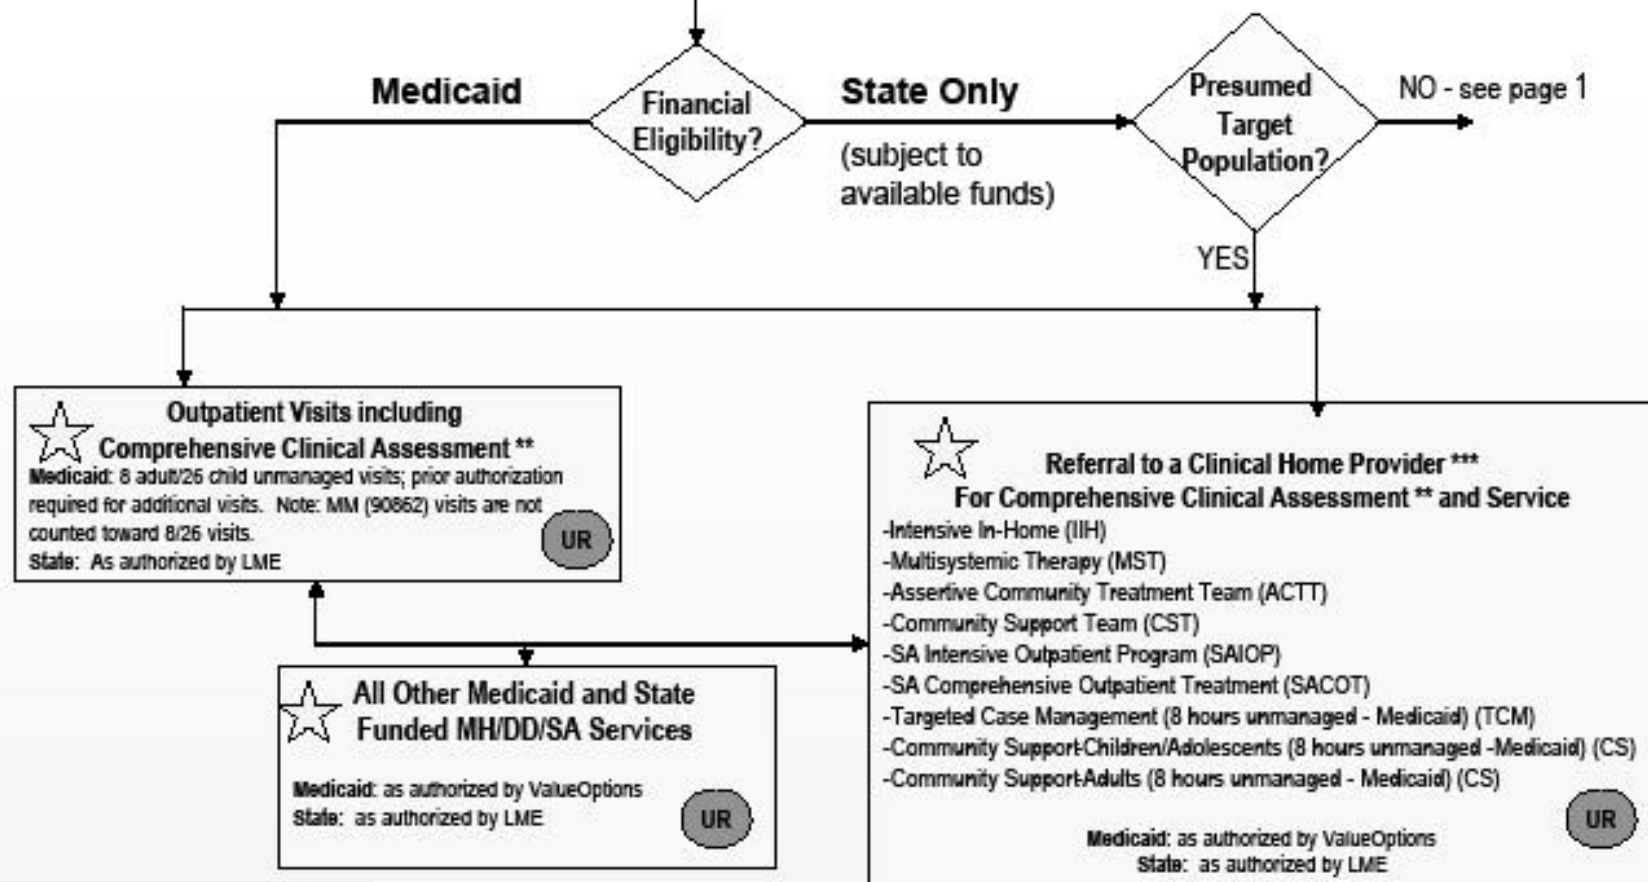 Medicaid
Financial
Eligibility?
State Only
(subject to
available funds)
Presumed
Target
Population?
NO - see page 1
YES
Outpatient Visits including
Comprehensive Clinical Assessment **
Medicaid: 8 adult/26 child unmanaged visits; prior authorization
required for additional visits. Note: MM (90862) visits are not
counted toward 8/26 visits.
State: As authorized by LME
UR
Referral to a Clinical Home Provider ***
For Comprehensive Clinical Assessment ** and Service
-Intensive In-Home (IIH)
-Multisystemic Therapy (MST)
-Assertive Community Treatment Team (ACTT)
-Community Support Team (CST)
-SA Intensive Outpatient Program (SAIOP)
-SA Comprehensive Outpatient Treatment (SACOT)
-Targeted Case Management (8 hours unmanaged - Medicaid) (TCM)
-Community Support-Children/Adolescents (8 hours unmanaged -Medicaid) (CS)
-Community Support-Adults (8 hours unmanaged - Medicaid) (CS)
Medicaid: as authorized by ValueOptions
State: as authorized by LME
UR
All Other Medicaid and State
Funded MH/DD/SA Services
Medicaid: as authorized by ValueOptions
State: as authorized by LME
UR